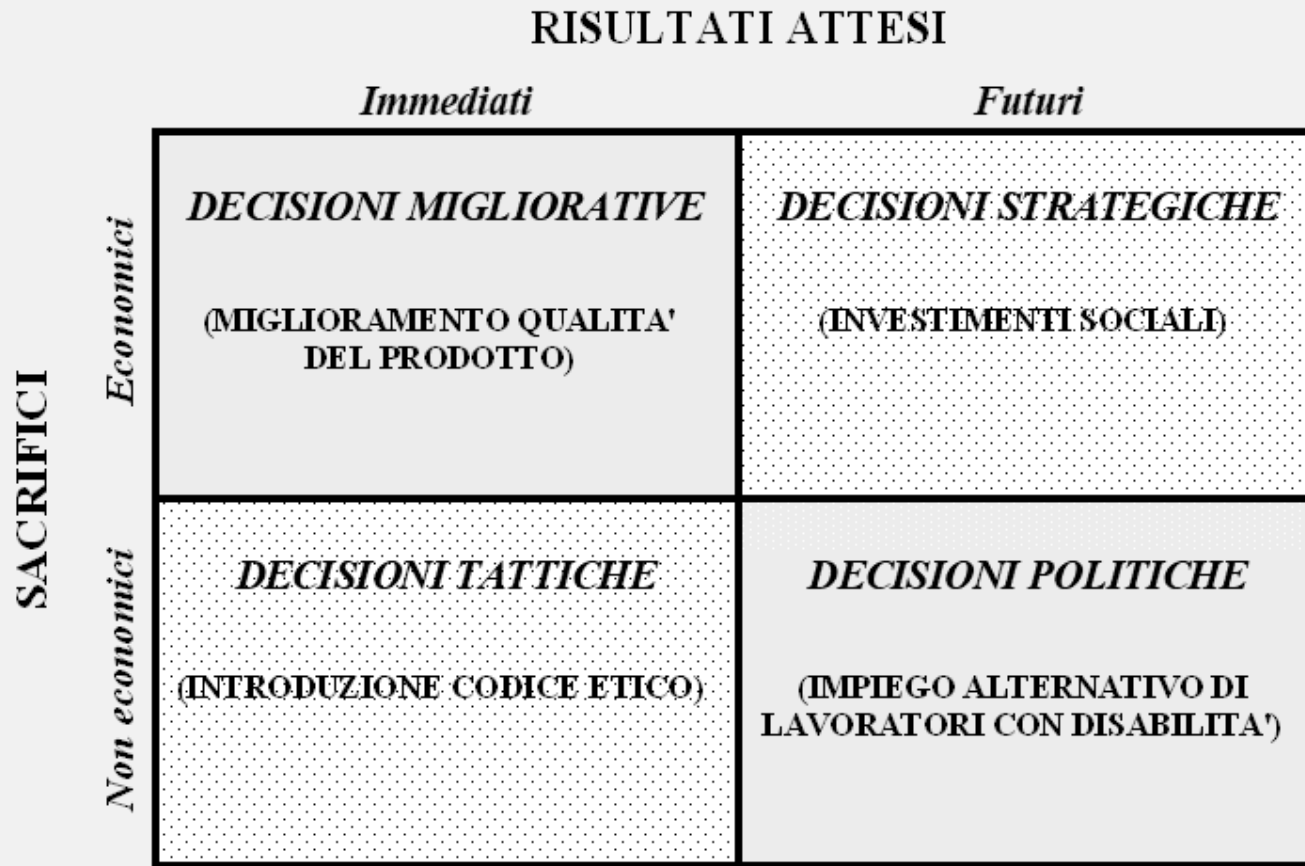 RISULTATI ATTESI
Immediati
Futuri
SACRIFICI
Economici
DECISIONI MIGLIORATIVE
(MIGLIORAMENTO QUALITA'
DEL PRODOTTO)
DECISIONI STRATEGICHE
(INVESTIMENTI SOCIALI)
Non economici
DECISIONI TATTICHE
(INTRODUZIONE CODICE ETICO)
DECISIONI POLITICHE
(IMPIEGO ALTERNATIVO DI
LAVORATORI CON DISABILITA')